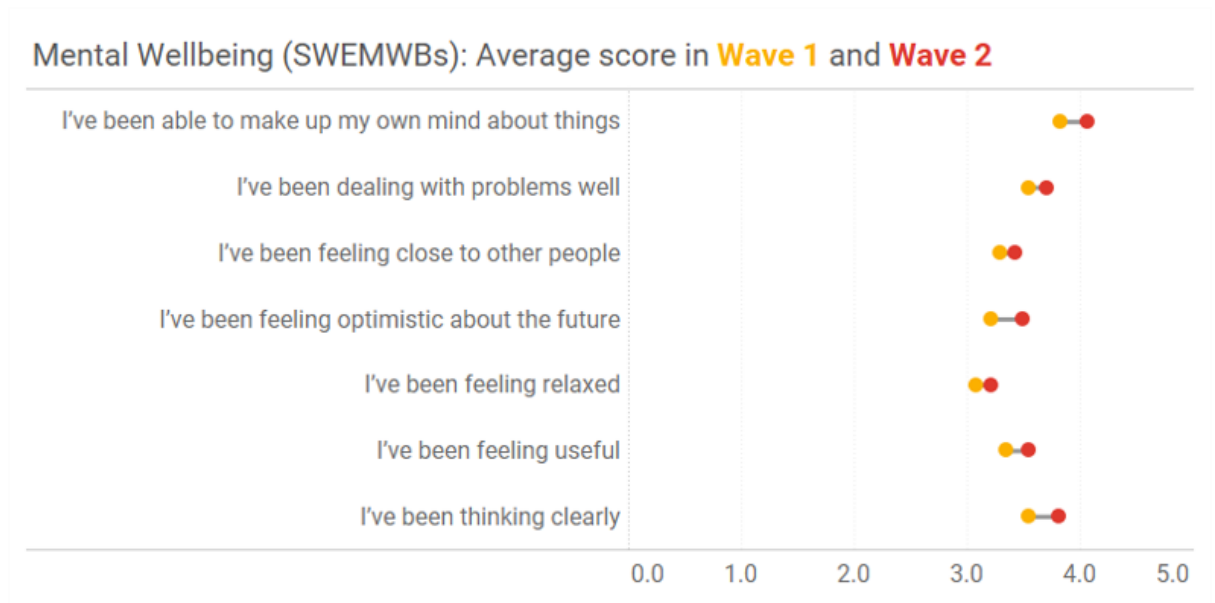 Mental Wellbeing (SWEMWBs): Average score in Wave 1 and Wave 2
I've been able to make up my own mind about things
I've been dealing with problems well
I've been feeling close to other people
I've been feeling optimistic about the future
I've been feeling relaxed
I've been feeling useful
I've been thinking clearly
0.0 1.0 2.0 3.0 4.0 5.0